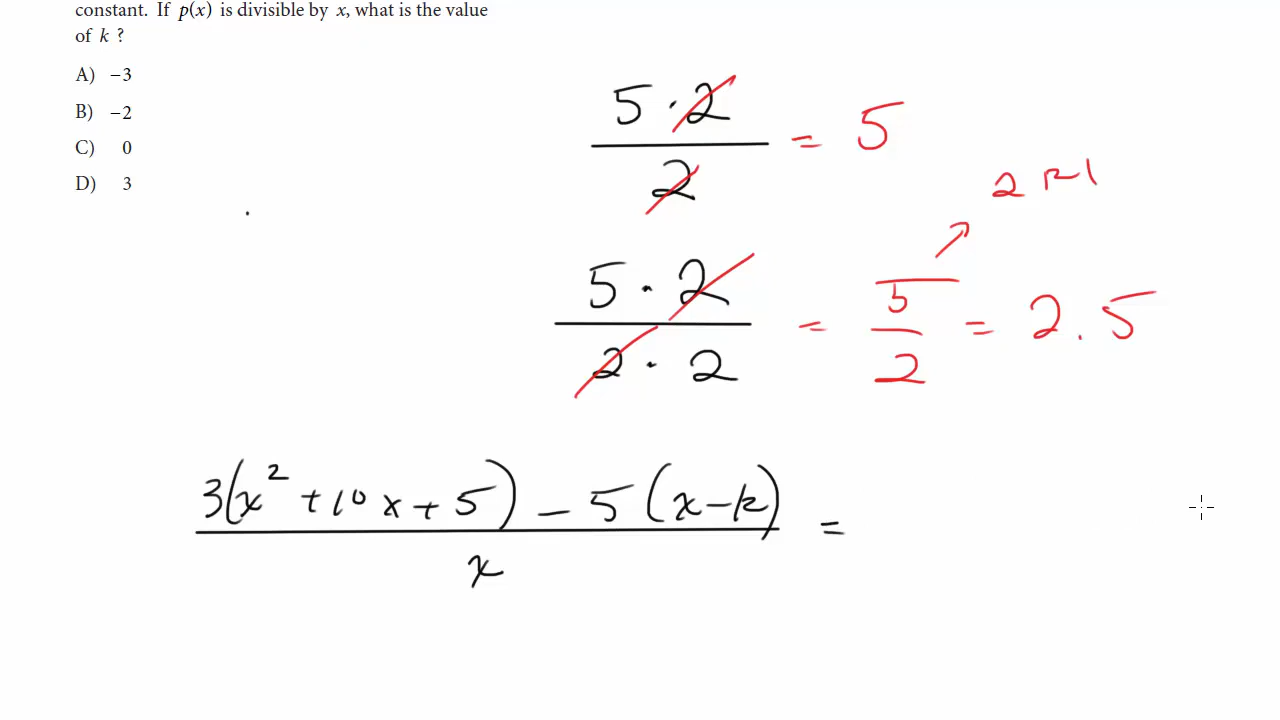 constant. If p(x) is divisible by x, what is the value
of k ?
A) −3
B) −2
C) 0
D) 3
5 · 2
2
= 5
2 R1
5 · 2
2 · 2
= 5
2
= 2.5
3(x² + 10x + 5) − 5(x − k)
x
=